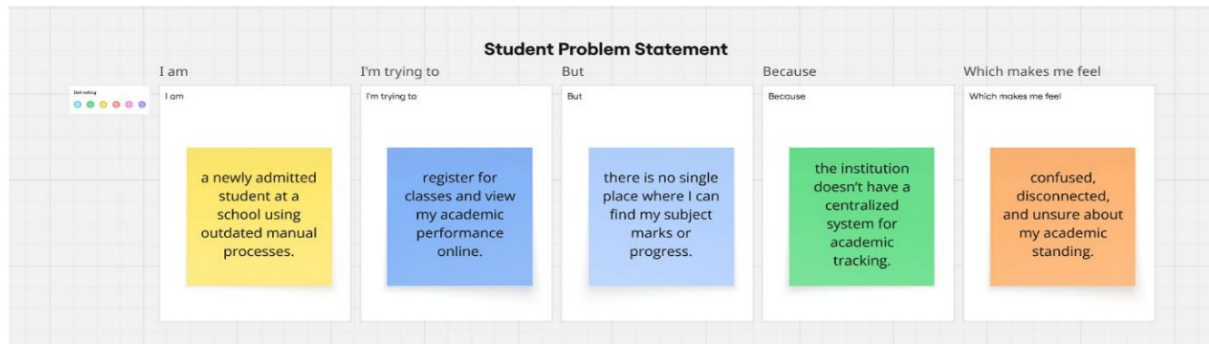 Student Problem Statement
I am
I'm trying to
But
Because
Which makes me feel
Dot voting
I am
I'm trying to
But
Because
Which makes me feel
a newly admitted
student at a
school using
outdated manual
processes.
register for
classes and view
my academic
performance
online.
there is no single
place where I can
find my subject
marks or
progress.
the institution
doesn't have a
centralized
system for
academic
tracking.
confused,
disconnected,
and unsure about
my academic
standing.